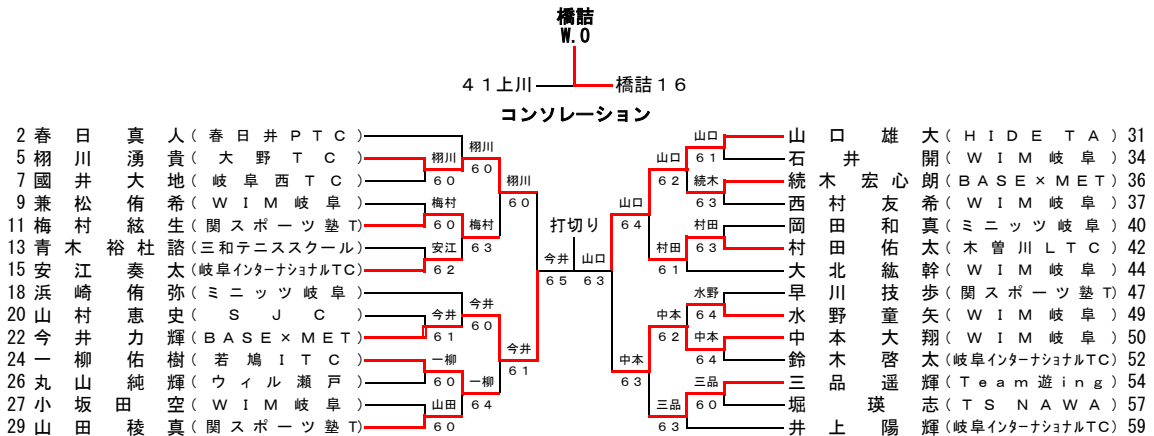 橋詰
W.0
41上川 橋詰16
コンソレーション
2 春日真人(春日井PTC)
5 栩川湧貴(大野TC)
7 國井大地(岐阜西TC)
9 兼松侑希(WIM岐阜)
11 梅村絃生(関スポーツ塾T)
13 青木裕杜諮(三和テニススクール)
15 安江奏太(岐阜インターナショナルTC)
18 浜崎侑弥(ミニッツ岐阜)
20 山村恵史(SJC)
22 今井力輝(BASE×MET)
24 一柳佑樹(若鳩ITC)
26 丸山純輝(ウィル瀬戸)
27 小坂田空(WIM岐阜)
29 山田稜真(関スポーツ塾T)
栩川
60
梅村
60
安江
62
今井
61
一柳
60
山田
60
栩川
60
梅村
63
今井
60
一柳
64
栩川
60
今井
61
今井
65
打切り
山口
63
山口
64
中本
63
山口
62
村田
61
中本
62
三品
63
山口
61
続木
63
村田
63
水野
64
中本
64
三品
60
山口雄大(HIDE TA) 31
石井開(WIM岐阜) 34
続木宏心朗(BASE×MET) 36
西村友希(WIM岐阜) 37
岡田和真(ミニッツ岐阜) 40
村田佑太(木曽川LTC) 42
大北紘幹(WIM岐阜) 44
早川技歩(関スポーツ塾T) 47
水野童矢(WIM岐阜) 49
中本大翔(WIM岐阜) 50
鈴木啓太(岐阜インターナショナルTC) 52
三品遥輝(Team遊ing) 54
堀瑛志(TS NAWA) 57
井上陽輝(岐阜インターナショナルTC) 59